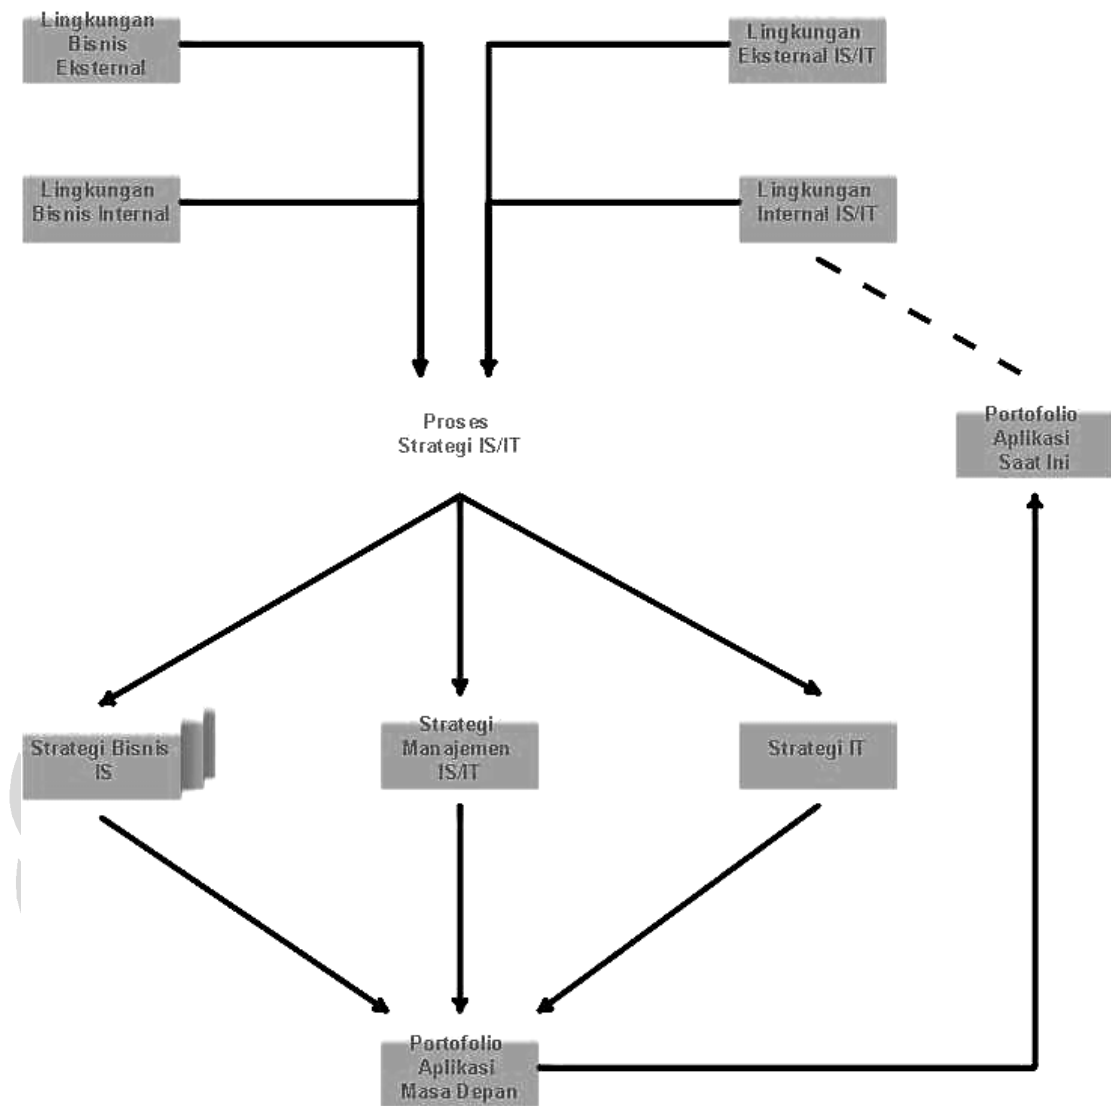 Lingkungan
Bisnis
Eksternal
Lingkungan
Eksternal IS/IT
Lingkungan
Bisnis Internal
Lingkungan
Internal IS/IT
Proses
Strategi IS/IT
Portofolio
Aplikasi
Saat Ini
Strategi Bisnis
IS
Strategi
Manajemen
IS/IT
Strategi IT
Portofolio
Aplikasi
Masa Depan